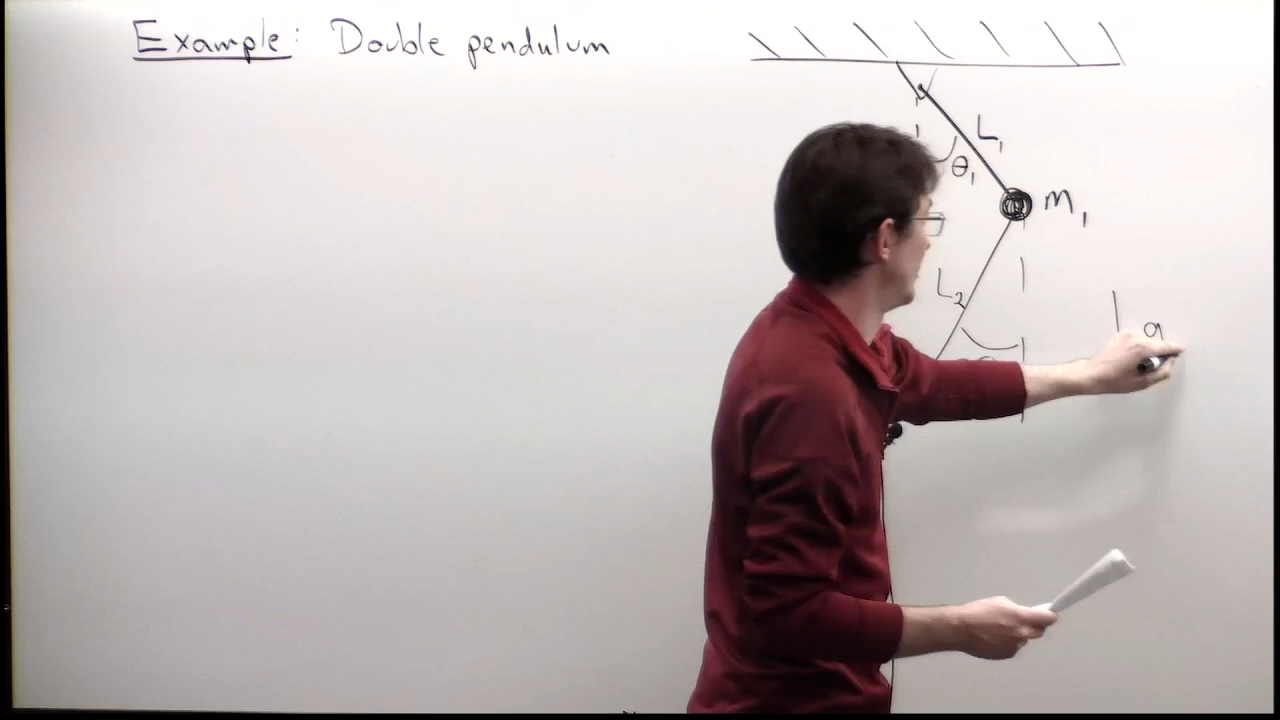 Example: Double pendulum
L₁
θ₁
m₁
L₂
g